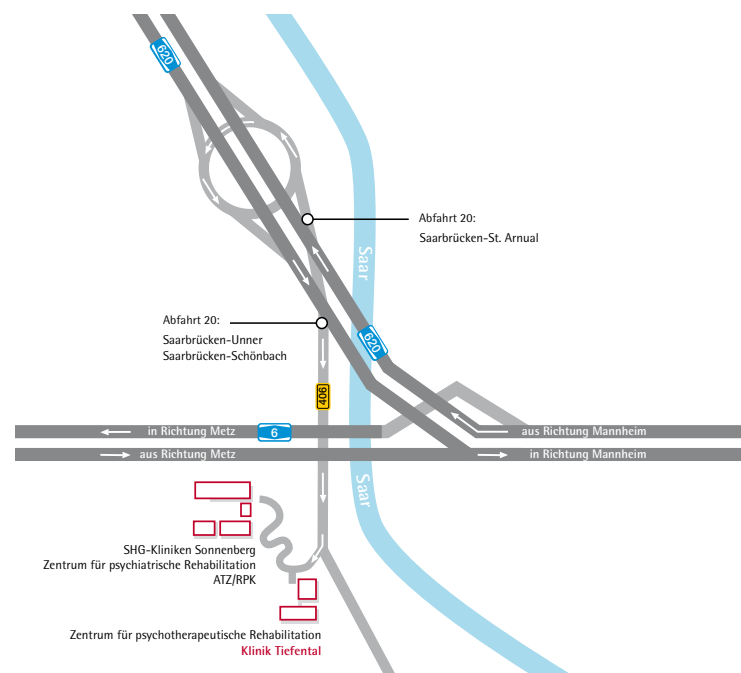 620
Abfahrt 20:
Saarbrücken-St. Arnual
Saar
Abfahrt 20:
Saarbrücken-Unner
Saarbrücken-Schönbach
620
406
in Richtung Metz
6
aus Richtung Mannheim
aus Richtung Metz
in Richtung Mannheim
Saar
SHG-Kliniken Sonnenberg
Zentrum für psychiatrische Rehabilitation
ATZ/RPK
Zentrum für psychotherapeutische Rehabilitation
Klinik Tiefental